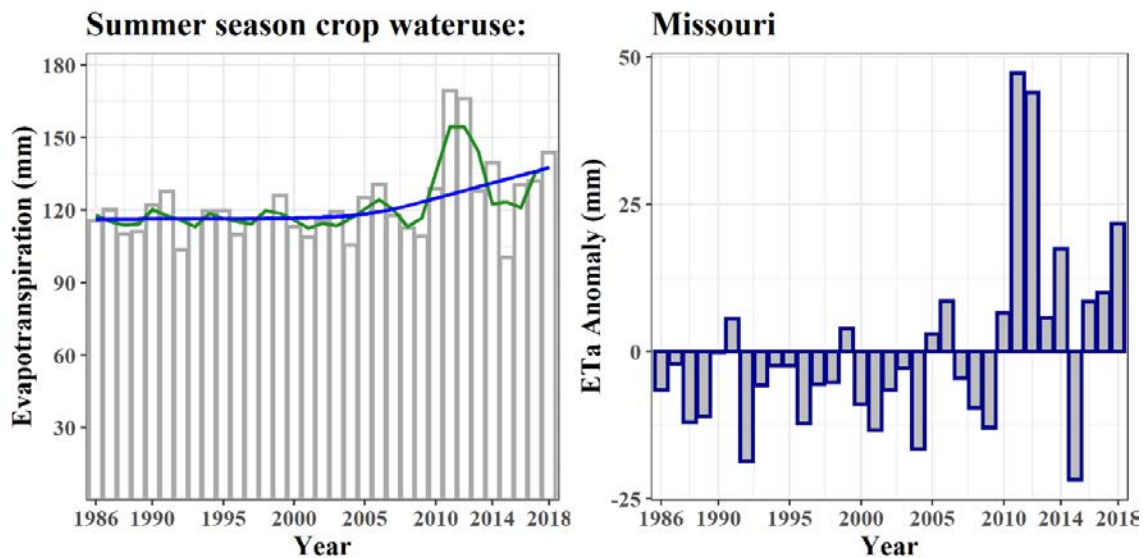 Summer season crop wateruse:
Missouri
Evapotranspiration (mm)
180
150
120
90
60
30
1986 1990 1995 2000 2005 2010 2014 2018
Year
ETa Anomaly (mm)
50
25
0
-25
1986 1990 1995 2000 2005 2010 2014 2018
Year